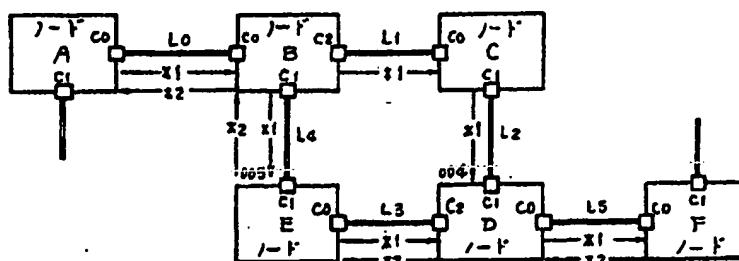 ノード ノード ノード
A C0 L0 C0 B C2 L1 C0 C
C1 x1 C1 x1 C1
x2
x2 x1 L4 x1 L2
005 004
C1 C1 C1
E C0 L3 C2 D C0 L5 C0 F
ノード x1 ノード x1 ノード
x2 x2